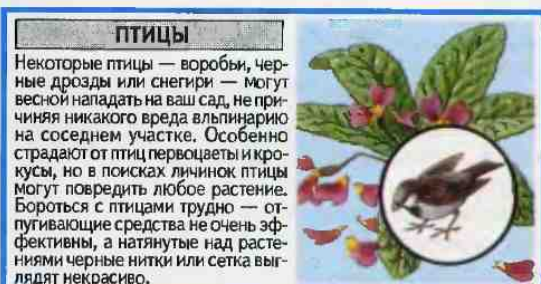 ПТИЦЫ
Некоторые птицы — воробьи, чер-
ные дрозды или снегири — могут
весной нападать на ваш сад, не при-
чиняя никакого вреда вльпинарию
на соседнем участке. Особенно
страдают от птиц первоцветы и кро-
кусы, но в поисках личинок птицы
могут повредить любое растение.
Бороться с птицами трудно — от-
пугивающие средства не очень эф-
фективны, а натянутые над расте-
ниями черные нитки или сетка выг-
лядят некрасиво.